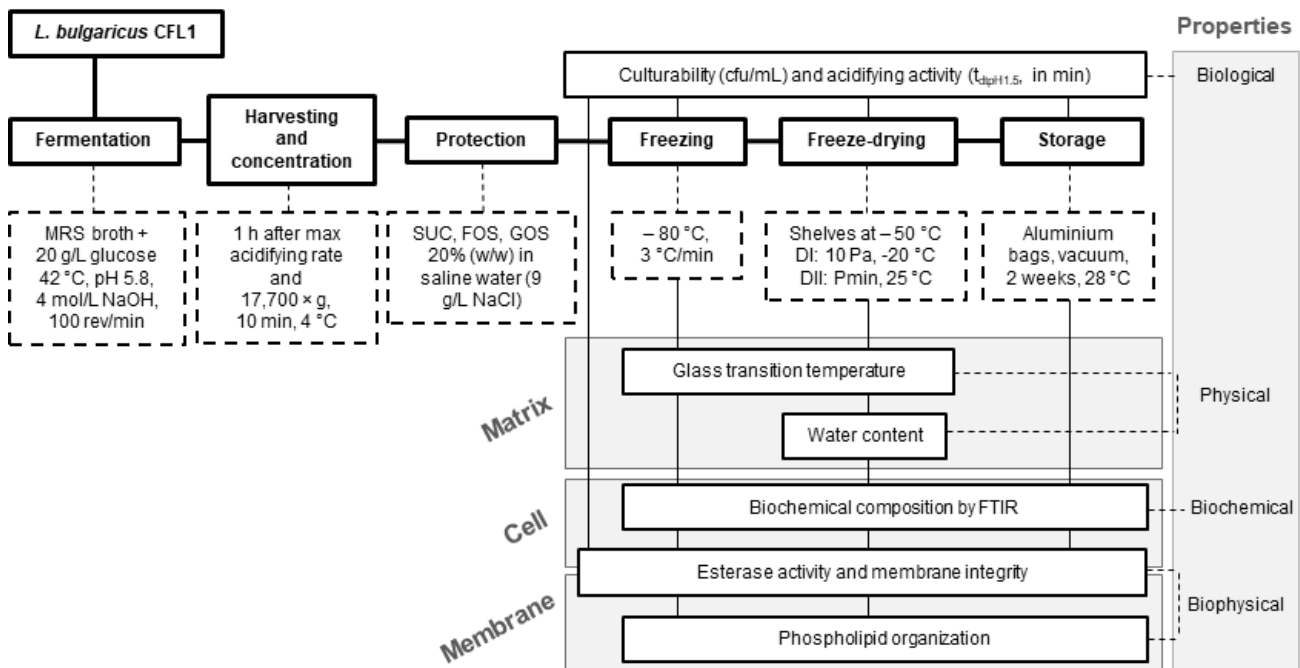 Properties
L. bulgaricus CFL1
Culturability (cfu/mL) and acidifying activity (tdtpH1.5, in min)
Biological
Fermentation
Harvesting
and
concentration
Protection
Freezing
Freeze-drying
Storage
MRS broth +
20 g/L glucose
42 °C, pH 5.8,
4 mol/L NaOH,
100 rev/min
1 h after max
acidifying rate
and
17,700 × g,
10 min, 4 °C
SUC, FOS, GOS
20% (w/w) in
saline water (9
g/L NaCl)
– 80 °C,
3 °C/min
Shelves at – 50 °C
DI: 10 Pa, -20 °C
DII: Pmin, 25 °C
Aluminium
bags, vacuum,
2 weeks, 28 °C
Matrix
Glass transition temperature
Water content
Physical
Cell
Biochemical composition by FTIR
Biochemical
Esterase activity and membrane integrity
Membrane
Biophysical
Phospholipid organization